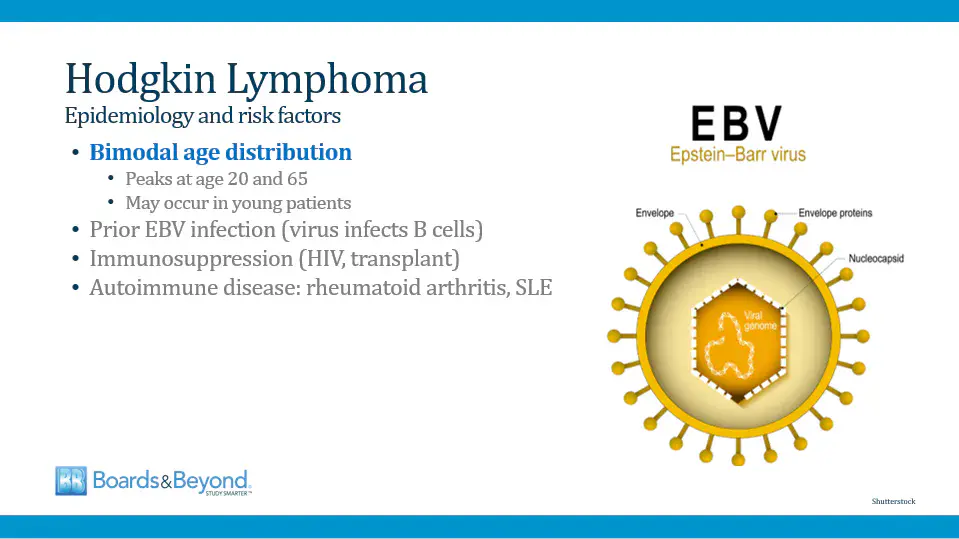 Hodgkin Lymphoma
Epidemiology and risk factors
• Bimodal age distribution
• Peaks at age 20 and 65
• May occur in young patients
• Prior EBV infection (virus infects B cells)
• Immunosuppression (HIV, transplant)
• Autoimmune disease: rheumatoid arthritis, SLE
EBV
Epstein–Barr virus
Envelope
Envelope proteins
Nucleocapsid
Viral
genome
BB Boards&Beyond.
STUDY SMARTER™
Shutterstock